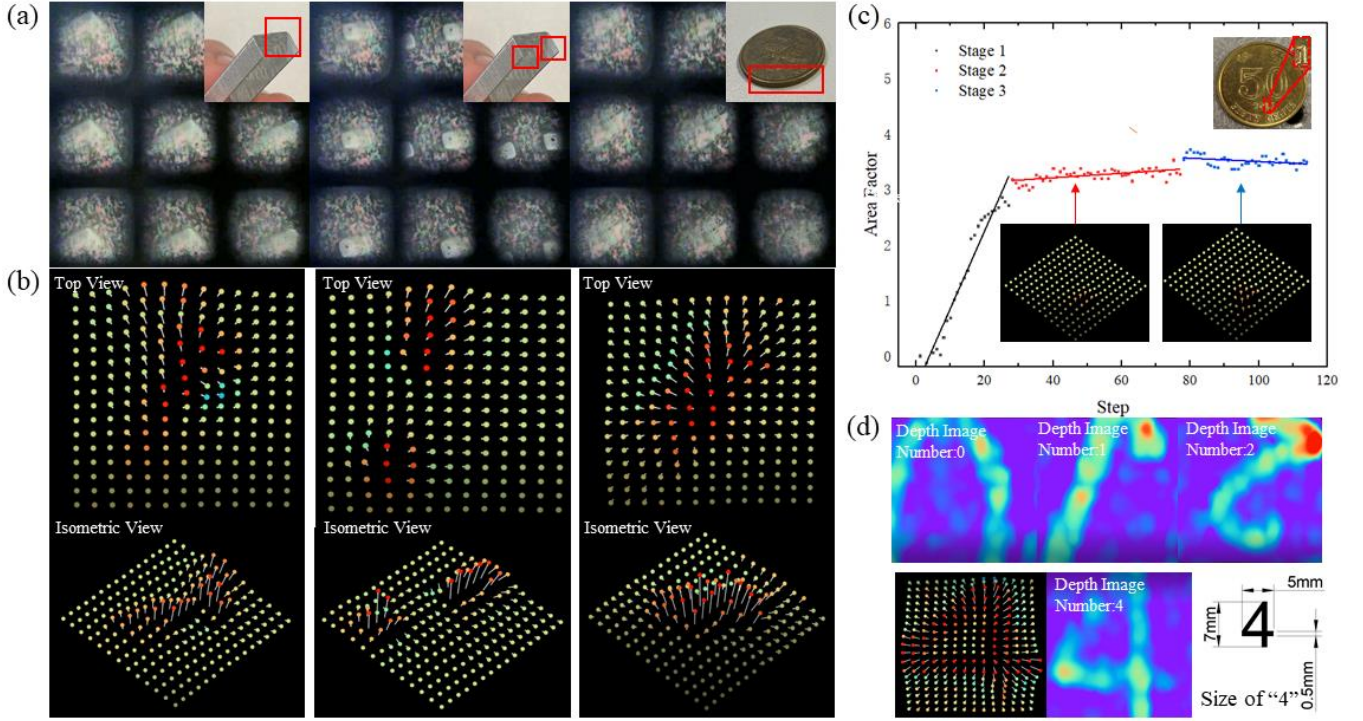 (a)
(b)
Top View
Top View
Top View
Isometric View
Isometric View
Isometric View
(c)
Area Factor
6
5
4
3
2
1
0
Stage 1
Stage 2
Stage 3
50
1
0
20
40
60
80
100
120
Step
(d)
Depth Image
Number:0
Depth Image
Number:1
Depth Image
Number:2
Depth Image
Number:4
5mm
7mm
4
0.5mm
Size of “4”